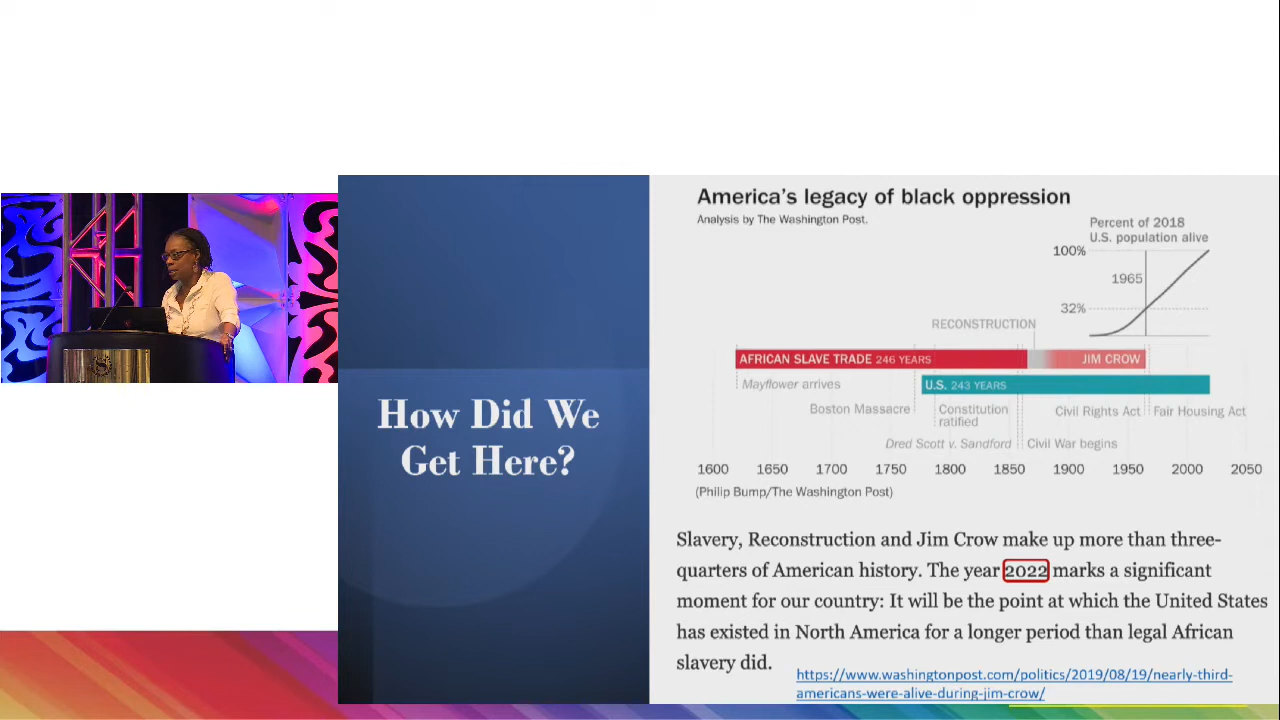 How Did We
Get Here?
America's legacy of black oppression
Analysis by The Washington Post.
Percent of 2018
U.S. population alive
100%
1965
32%
RECONSTRUCTION
AFRICAN SLAVE TRADE 246 YEARS
JIM CROW
Mayflower arrives
U.S. 243 YEARS
Boston Massacre
Constitution
ratified
Civil Rights Act
Fair Housing Act
Dred Scott v. Sandford
Civil War begins
1600 1650 1700 1750 1800 1850 1900 1950 2000 2050
(Philip Bump/The Washington Post)
Slavery, Reconstruction and Jim Crow make up more than three-
quarters of American history. The year 2022 marks a significant
moment for our country: It will be the point at which the United States
has existed in North America for a longer period than legal African
slavery did.
https://www.washingtonpost.com/politics/2019/08/19/nearly-third-
americans-were-alive-during-jim-crow/